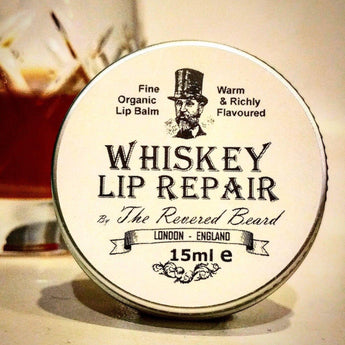 Fine
Organic
Lip Balm
Warm
& Richly
Flavoured
WHISKEY
LIP REPAIR
By The Revered Beard
LONDON - ENGLAND
15ml e